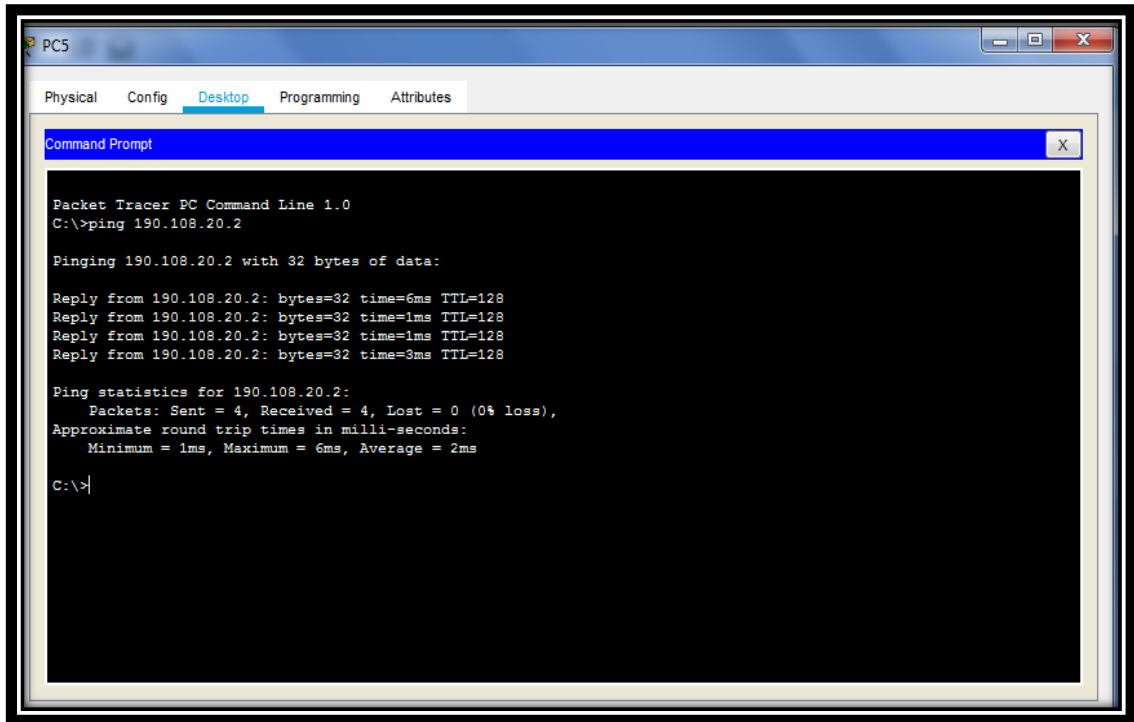 PC5
X
Physical Config Desktop Programming Attributes
Command Prompt X
Packet Tracer PC Command Line 1.0
C:\>ping 190.108.20.2
Pinging 190.108.20.2 with 32 bytes of data:
Reply from 190.108.20.2: bytes=32 time=6ms TTL=128
Reply from 190.108.20.2: bytes=32 time=1ms TTL=128
Reply from 190.108.20.2: bytes=32 time=1ms TTL=128
Reply from 190.108.20.2: bytes=32 time=3ms TTL=128
Ping statistics for 190.108.20.2:
Packets: Sent = 4, Received = 4, Lost = 0 (0% loss),
Approximate round trip times in milli-seconds:
Minimum = 1ms, Maximum = 6ms, Average = 2ms
C:\>